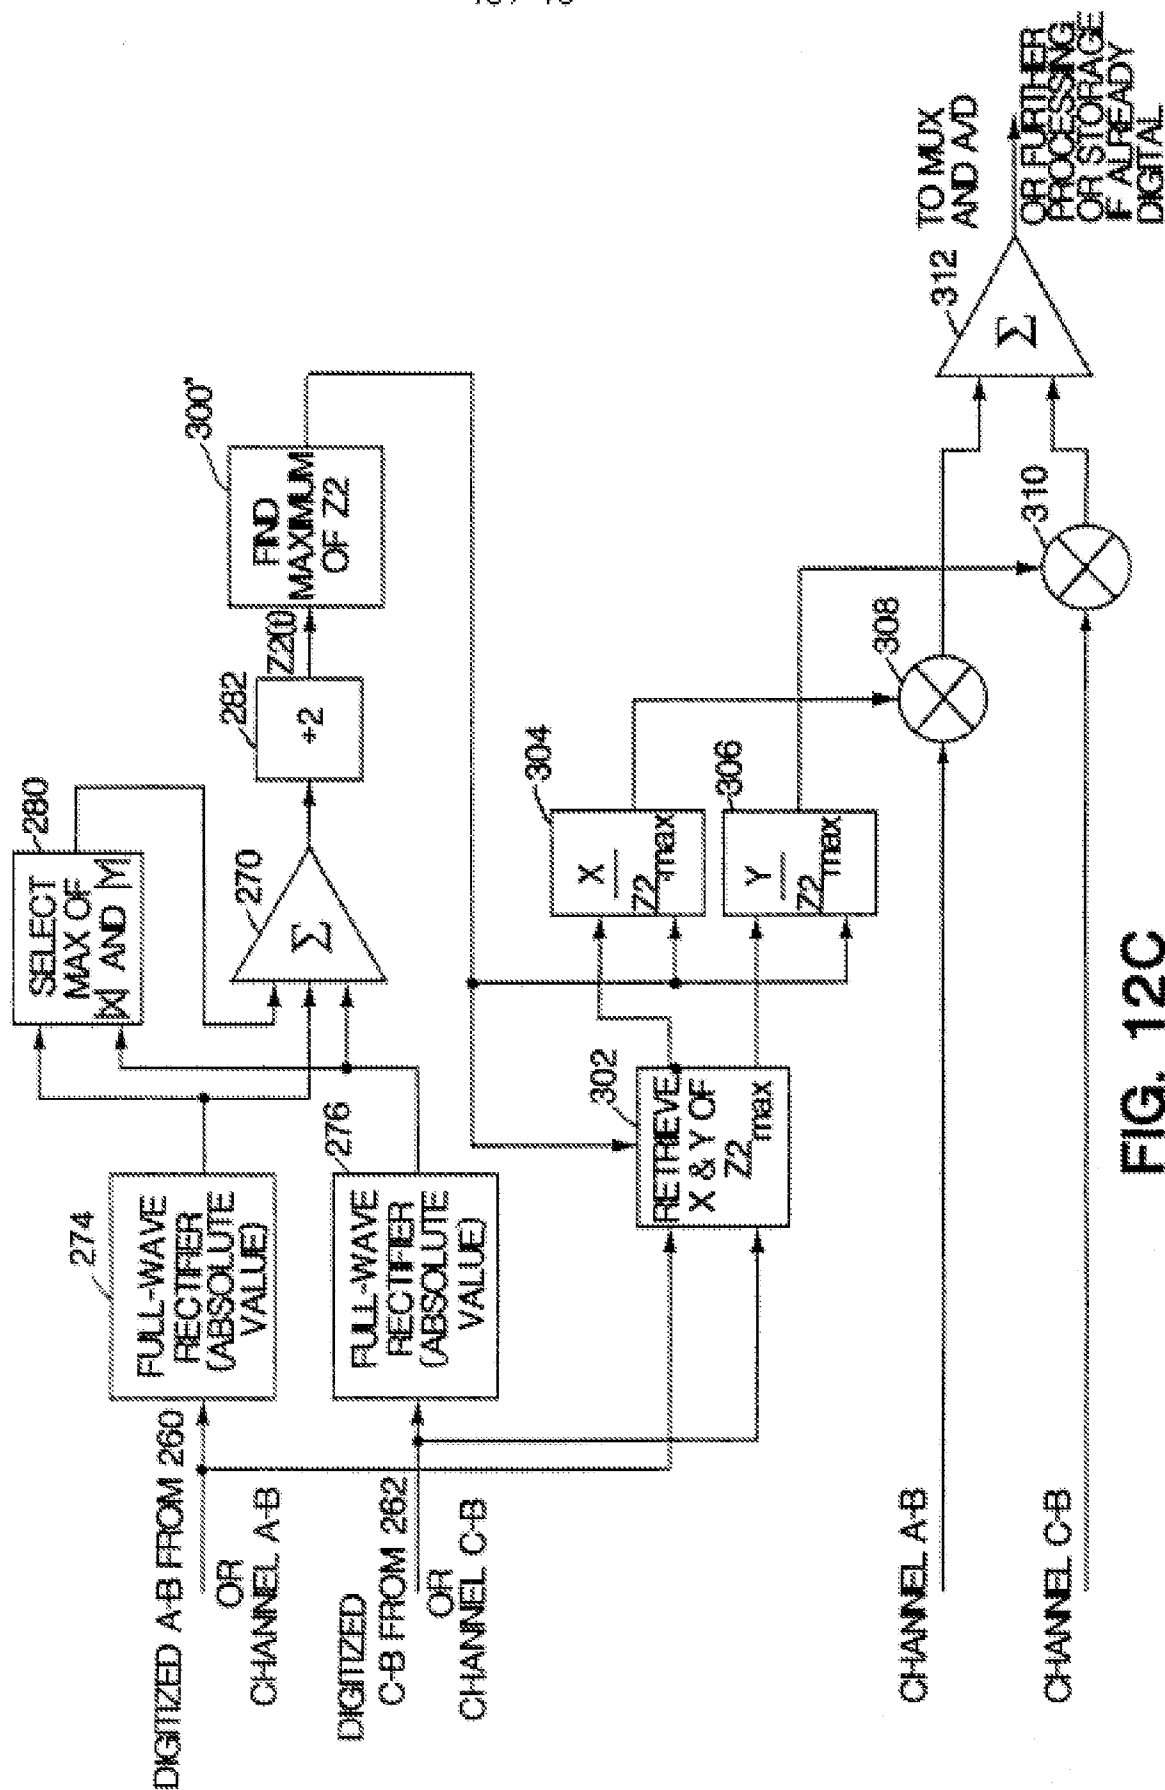 DIGITIZED A-B FROM 260
OR
CHANNEL A-B
274
FULL-WAVE
RECTIFIER
(ABSOLUTE
VALUE)
280
SELECT
MAX OF
|X| AND |Y|
270
Σ
282
÷2
Z2(i)
300"
FIND
MAXIMUM
OF Z2
DIGITIZED
C-B FROM 262
OR
CHANNEL C-B
276
FULL-WAVE
RECTIFIER
(ABSOLUTE
VALUE)
302
RETRIEVE
X & Y OF
Z2max
304
X
Z2max
306
Y
Z2max
308
310
312
Σ
TO MUX
AND A/D
OR FURTHER
PROCESSING
OR STORAGE
IF ALREADY
DIGITAL
CHANNEL A-B
CHANNEL C-B
FIG. 12C